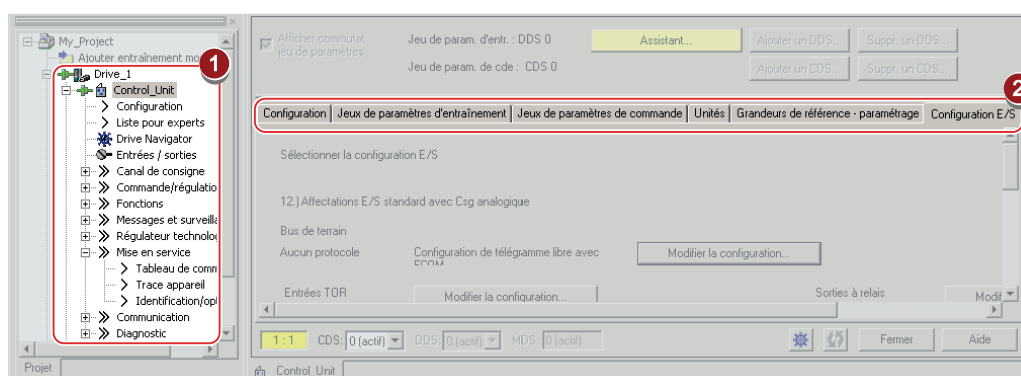 My_Project
Ajouter entraînement mo
Drive_1
Control_Unit
Configuration
Liste pour experts
Drive Navigator
Entrées / sorties
Canal de consigne
Commande/régulatio
Fonctions
Messages et surveill
Régulateur technolo
Mise en service
Tableau de comm
Trace appareil
Identification/op
Communication
Diagnostic
Projet
1
Afficher commutat. jeu de paramètres
Jeu de param. d'entr. : DDS 0
Assistant...
Ajouter un DDS...
Suppr. un DDS...
Jeu de param. de cde : CDS 0
Ajouter un CDS...
Suppr. un CDS...
2
Configuration
Jeux de paramètres d'entraînement
Jeux de paramètres de commande
Unités
Grandeurs de référence - paramétrage
Configuration E/S
Sélectionner la configuration E/S
12.) Affectations E/S standard avec Csg analogique
Bus de terrain
Aucun protocole
Configuration de télégramme libre avec
Modifier la configuration...
Entrées TOR
Modifier la configuration...
Sorties à relais
Modif
1 : 1
CDS: 0 (actif)
DDS: 0 (actif)
MDS: 0 (actif)
Fermer
Aide
Control_Unit